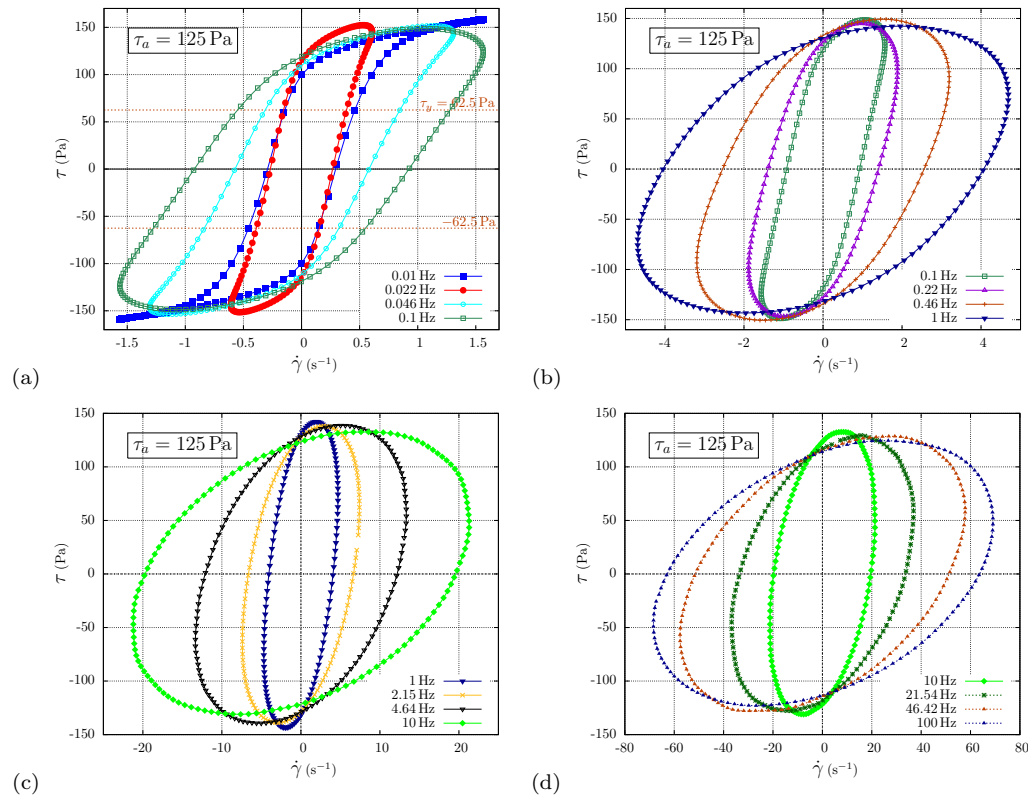 τₐ = 125 Pa
τ (Pa)
150
100
50
0
-50
-100
-150
τ_y = 62.5 Pa
−62.5 Pa
0.01 Hz
0.022 Hz
0.046 Hz
0.1 Hz
-1.5 -1 -0.5 0 0.5 1 1.5
γ̇ (s⁻¹)
(a)
τₐ = 125 Pa
τ (Pa)
150
100
50
0
-50
-100
-150
0.1 Hz
0.22 Hz
0.46 Hz
1 Hz
-4 -2 0 2 4
γ̇ (s⁻¹)
(b)
τₐ = 125 Pa
τ (Pa)
150
100
50
0
-50
-100
-150
1 Hz
2.15 Hz
4.64 Hz
10 Hz
-20 -10 0 10 20
γ̇ (s⁻¹)
(c)
τₐ = 125 Pa
τ (Pa)
150
100
50
0
-50
-100
-150
10 Hz
21.54 Hz
46.42 Hz
100 Hz
-80 -60 -40 -20 0 20 40 60 80
γ̇ (s⁻¹)
(d)